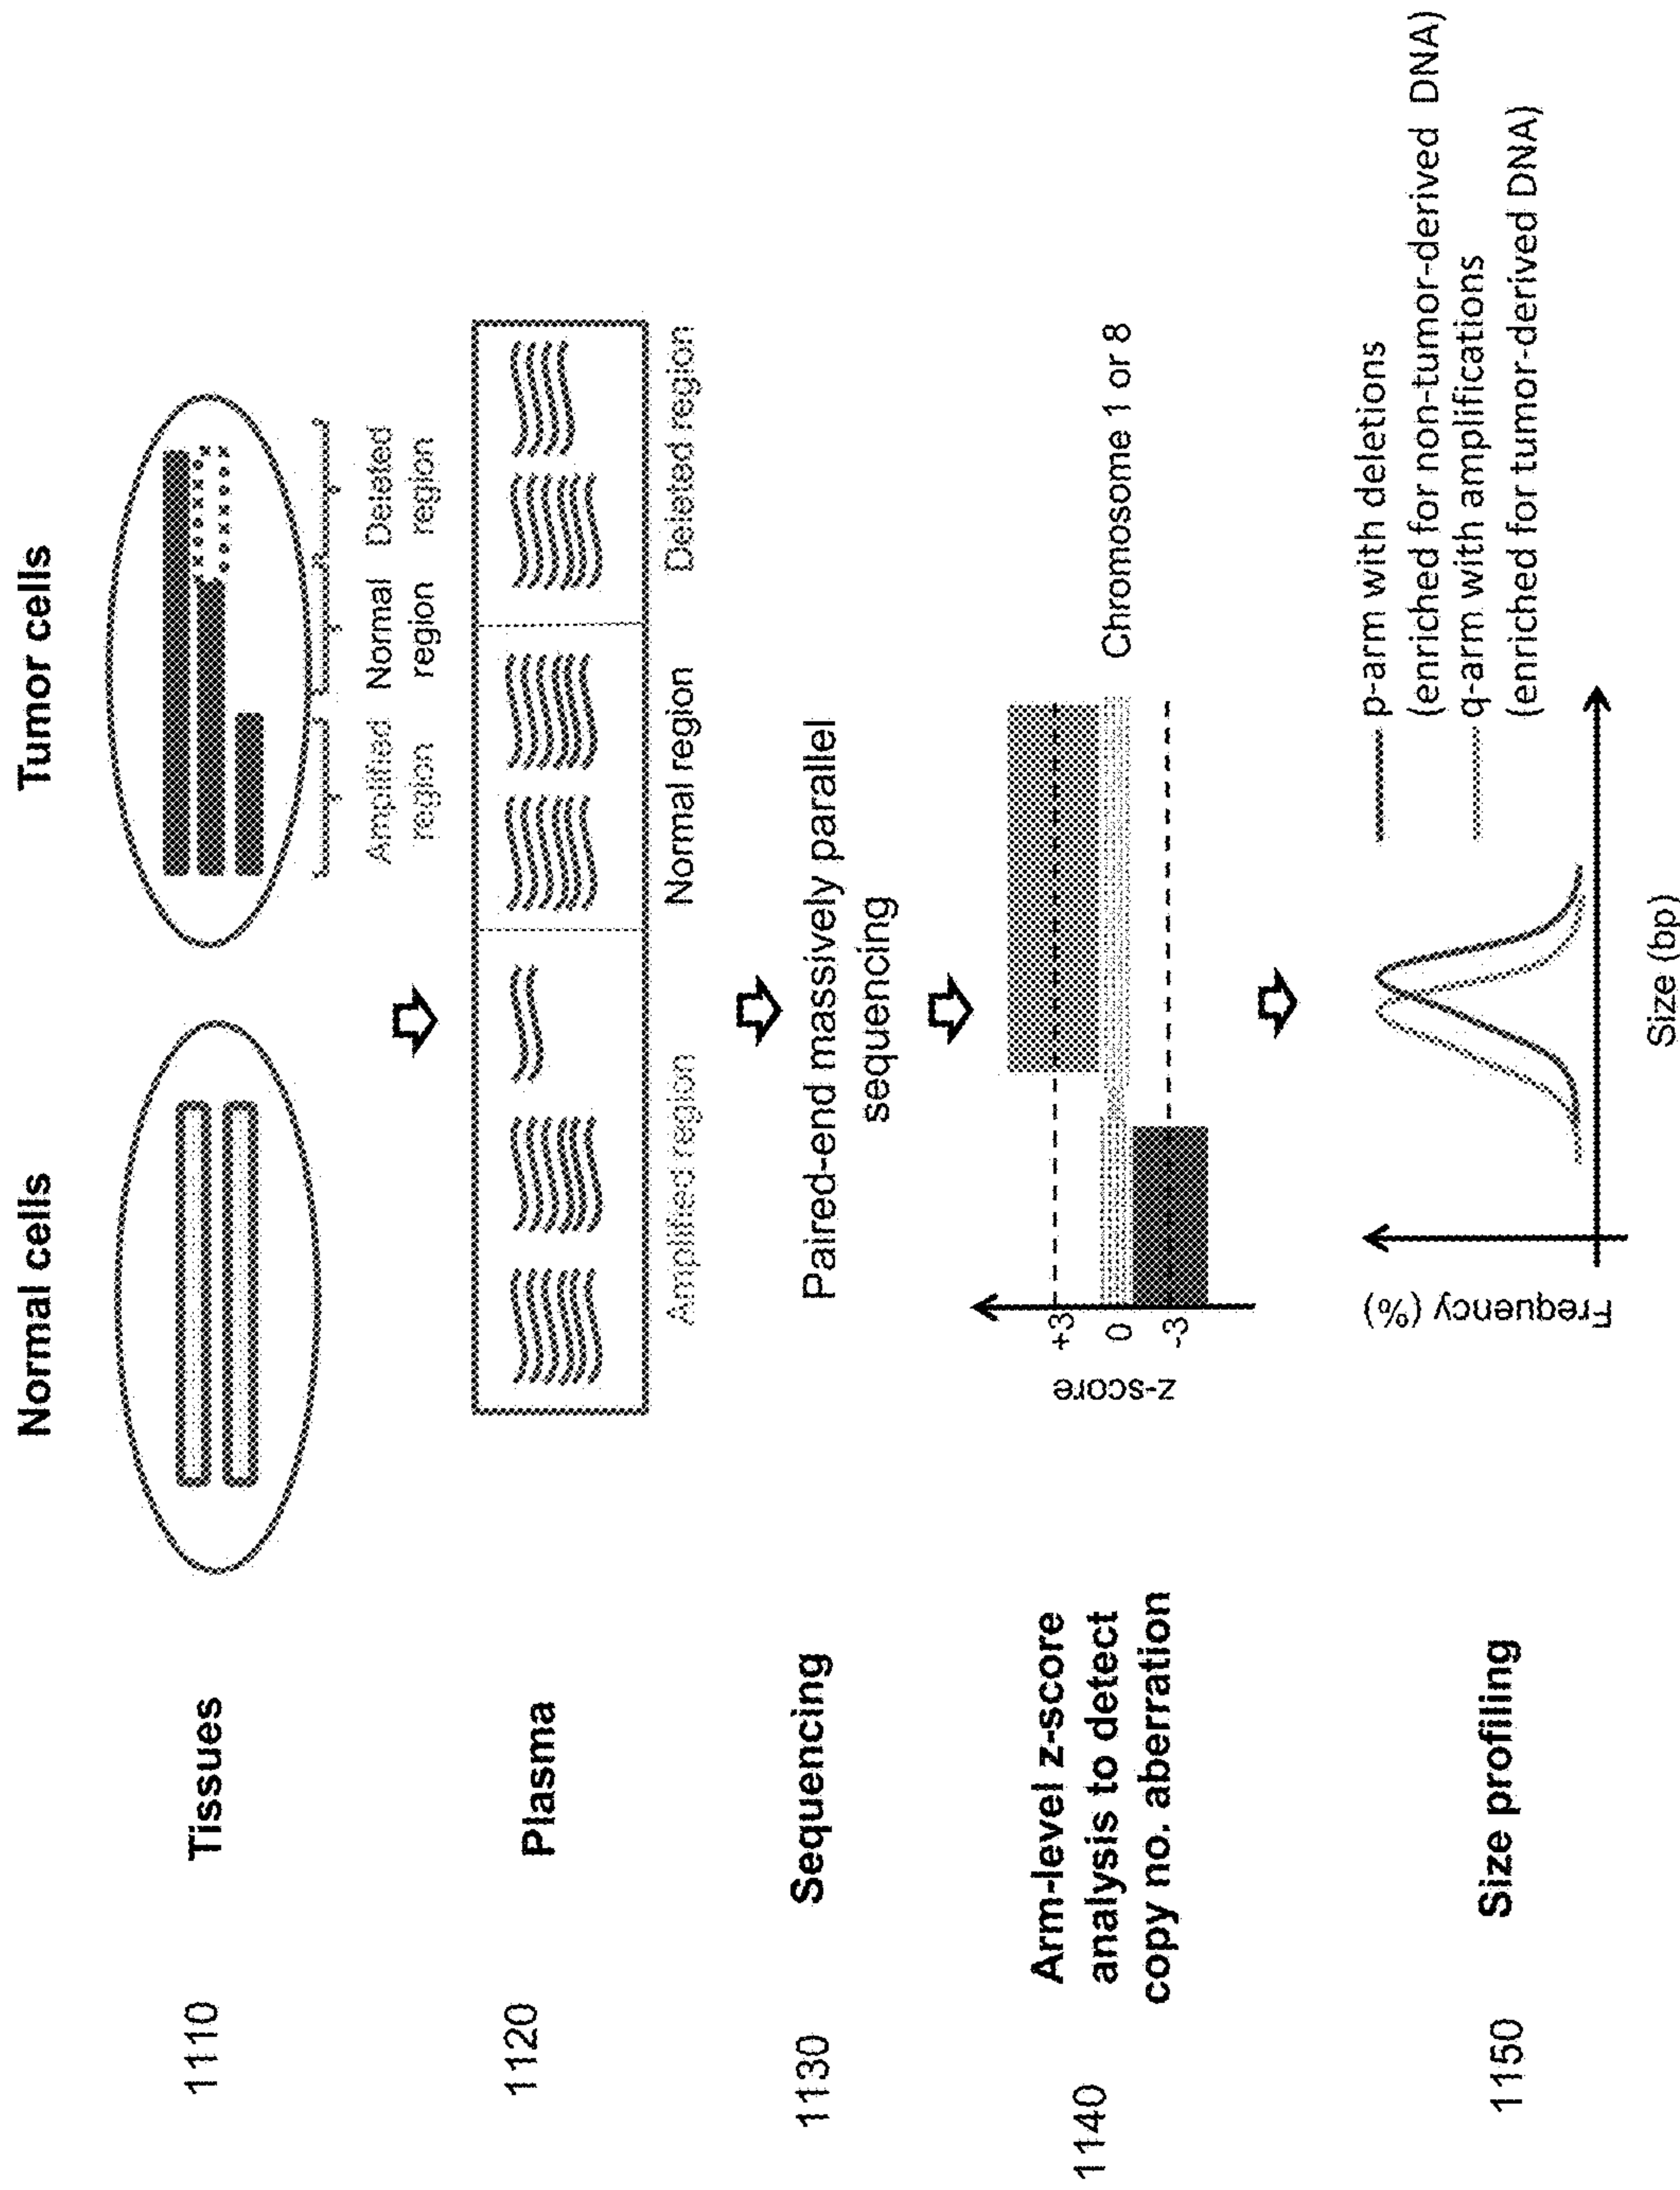 Normal cells
Tumor cells
1110
Tissues
Amplified
region
Normal
region
Deleted
region
1120
Plasma
Amplified region
Normal region
Deleted region
1130
Sequencing
Paired-end massively parallel
sequencing
1140
Arm-level z-score
analysis to detect
copy no. aberration
z-score
+3
0
-3
Chromosome 1 or 8
1150
Size profiling
Frequency (%)
Size (bp)
p-arm with deletions
(enriched for non-tumor-derived DNA)
q-arm with amplifications
(enriched for tumor-derived DNA)